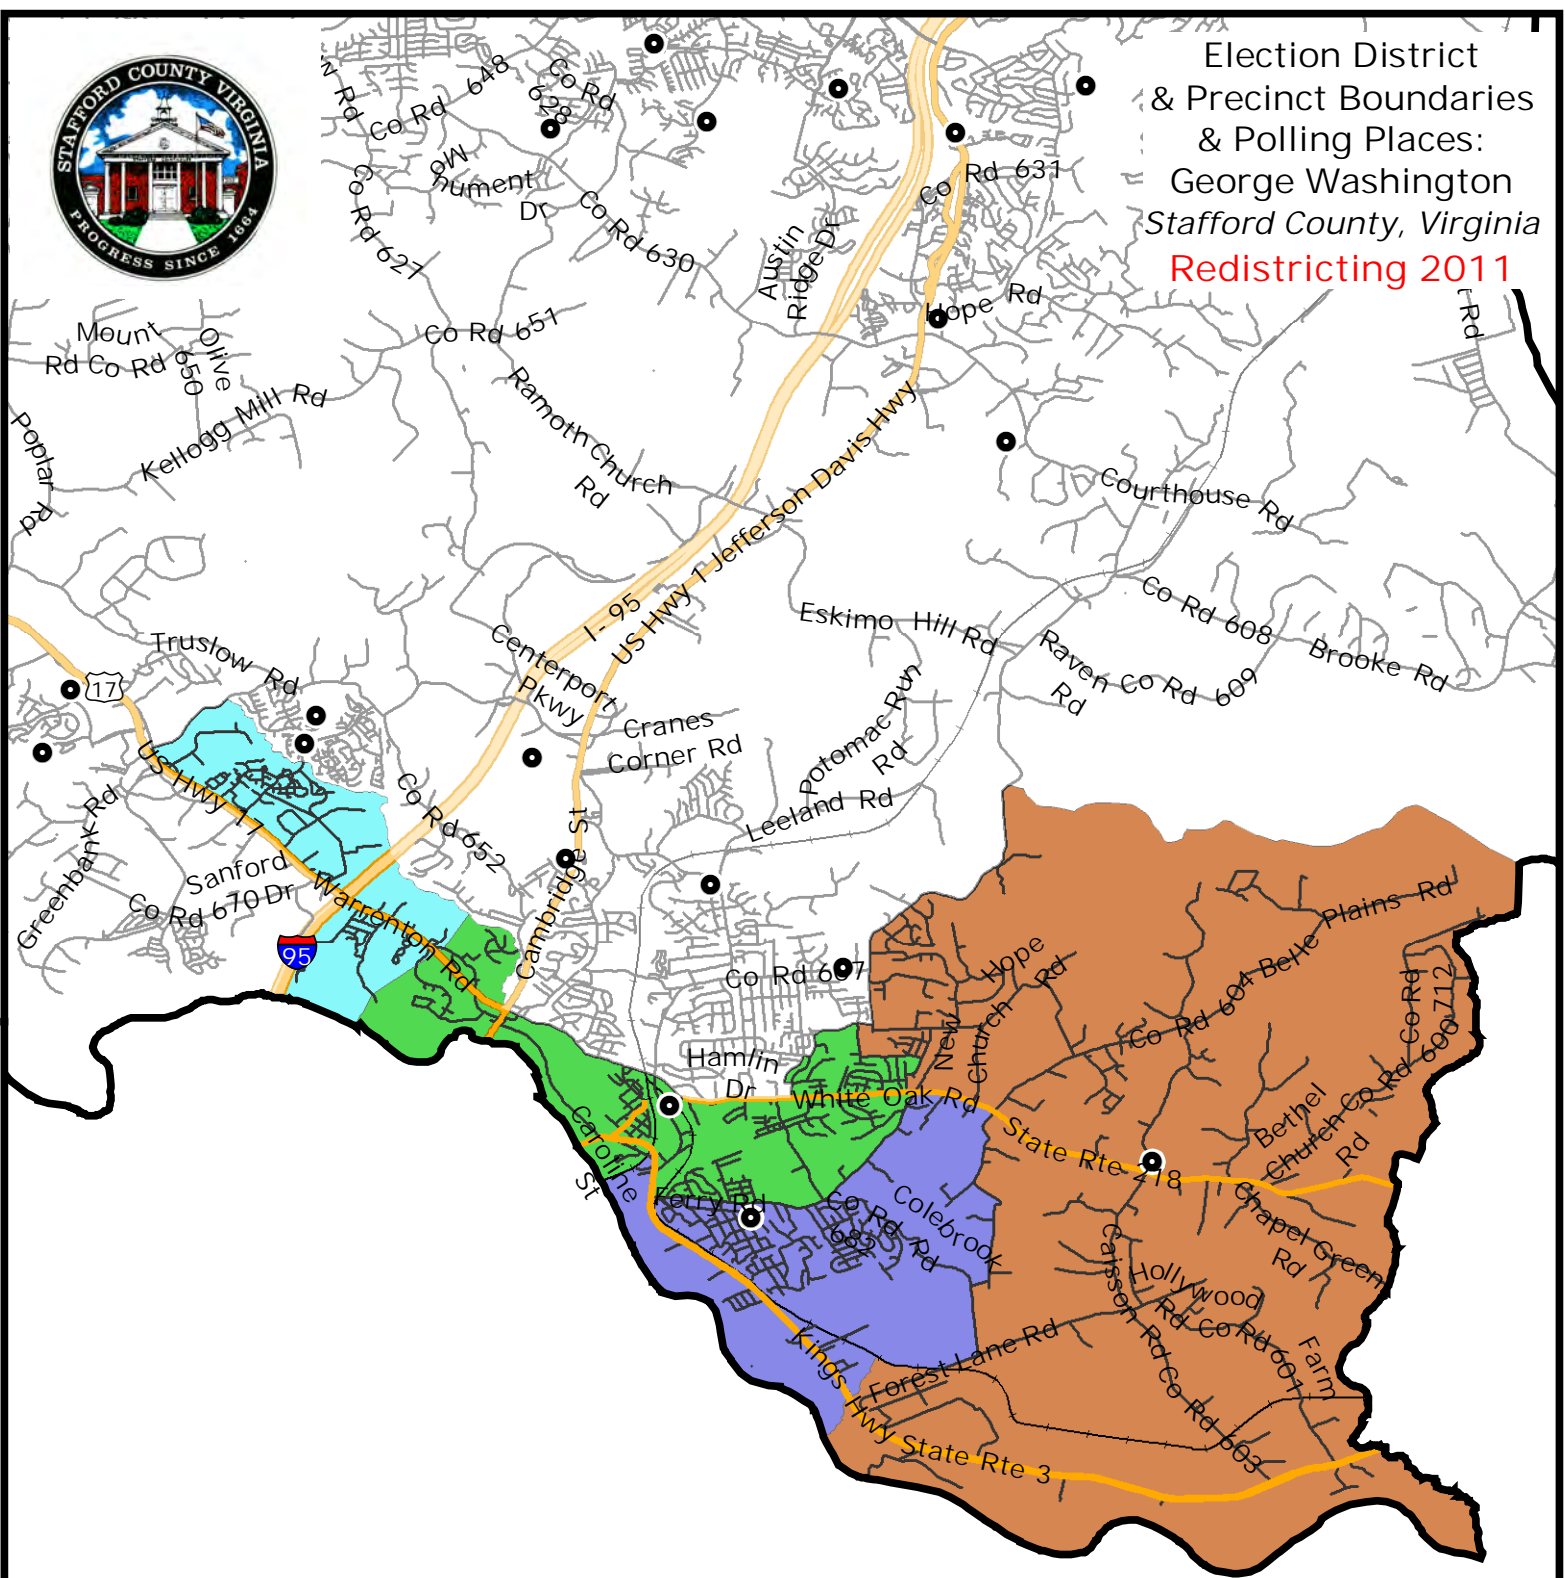 Election District
& Precinct Boundaries
& Polling Places:
George Washington
Stafford County, Virginia
Redistricting 2011
STAFFORD COUNTY VIRGINIA
PROGRESS SINCE 1664
Co Rd 648
Co Rd
628
Monument
Dr
Co Rd 627
Co Rd 630
Austin
Ridge Dr
Co Rd 631
Hope Rd
Rd
Mount
Olive
Rd Co Rd
650
Co Rd 651
Kellogg Mill Rd
Poplar Rd
Ramoth Church
Rd
US Hwy 1 Jefferson Davis Hwy
Courthouse Rd
I-95
Co Rd 608
Brooke Rd
Eskimo Hill Rd
Raven Co Rd 609
Rd
Truslow Rd
Centerport
Pkwy
17
Cranes
Corner Rd
Potomac Run
Rd
Leeland Rd
US Hwy 17
Greenbank Rd
Co Rd 652
Cambridge St
Sanford
Dr
Co Rd 670
Warrenton Rd
95
Co Rd 607
New
Hope
Church
Rd
Co Rd 604 Belle Plains Rd
Co Rd 712
Co Rd 600
Hamlin
Dr
White Oak Rd
State Rte 218
Bethel
Church
Rd
Caroline
St
Ferry Rd
Co Rd
682
Colebrook
Rd
Chapel Green
Rd
Caisson Rd
Hollywood
Rd Co Rd 601
Farm
Forest Lane Rd
Co Rd 603
Kings Hwy State Rte 3